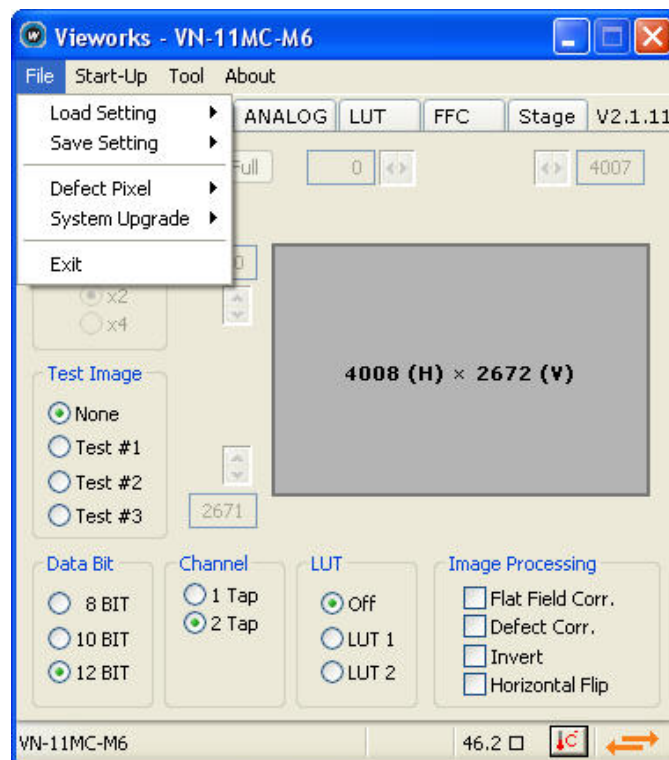 Vieworks - VN-11MC-M6
File Start-Up Tool About
Load Setting
Save Setting
Defect Pixel
System Upgrade
Exit
ANALOG LUT FFC Stage V2.1.11
Full 0 4007
0
x2
x4
4008 (H) × 2672 (V)
Test Image
None
Test #1
Test #2
Test #3
2671
Data Bit
8 BIT
10 BIT
12 BIT
Channel
1 Tap
2 Tap
LUT
Off
LUT 1
LUT 2
Image Processing
Flat Field Corr.
Defect Corr.
Invert
Horizontal Flip
VN-11MC-M6 46.2 □ C